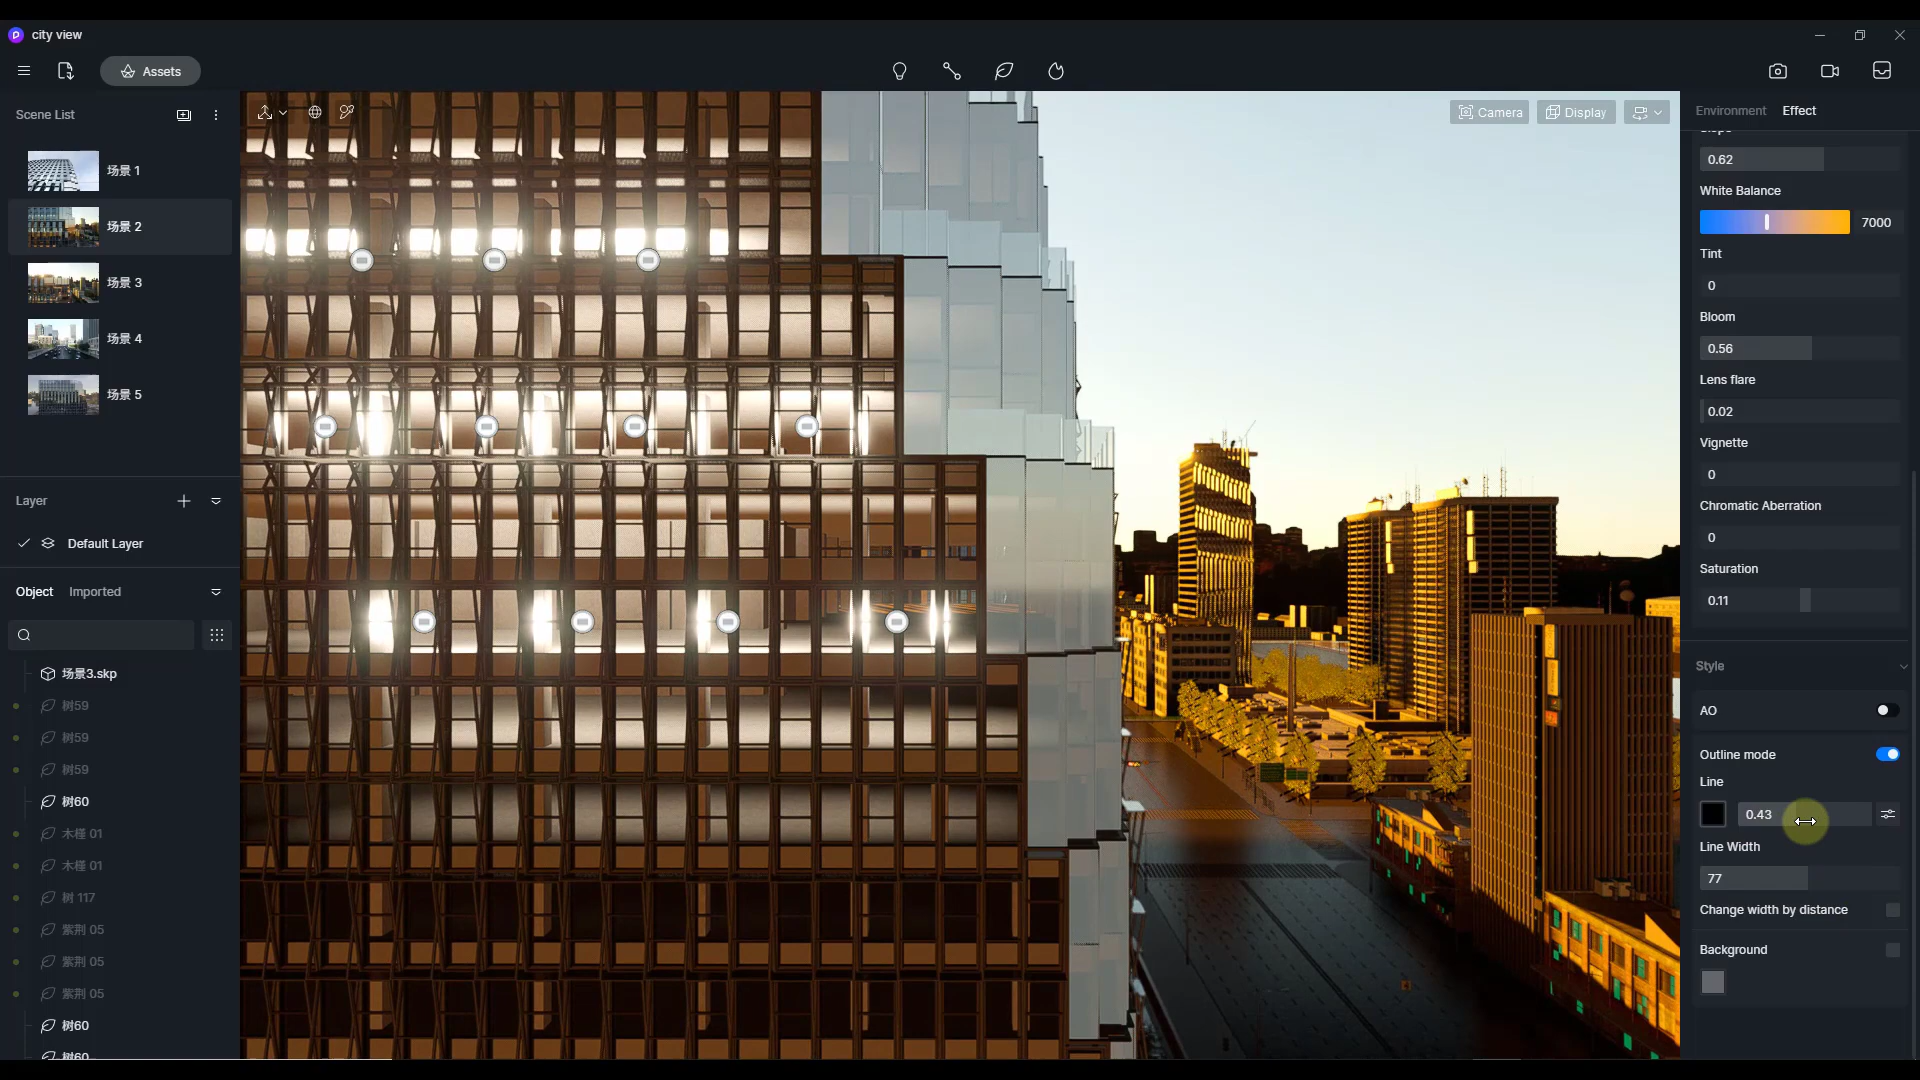 city view
Assets
Scene List
Camera
Display
Environment
Effect
Slope
0.62
场景 1
White Balance
场景 2
7000
Tint
场景 3
0
Bloom
场景 4
0.56
Lens flare
场景 5
0.02
Vignette
0
Layer
Chromatic Aberration
Default Layer
0
Saturation
Object
Imported
0.11
Style
场景3.skp
树59
AO
树59
Outline mode
树59
Line
树60
0.43
木槿 01
Line Width
木槿 01
77
树 117
Change width by distance
紫荆 05
Background
紫荆 05
紫荆 05
树60
树60